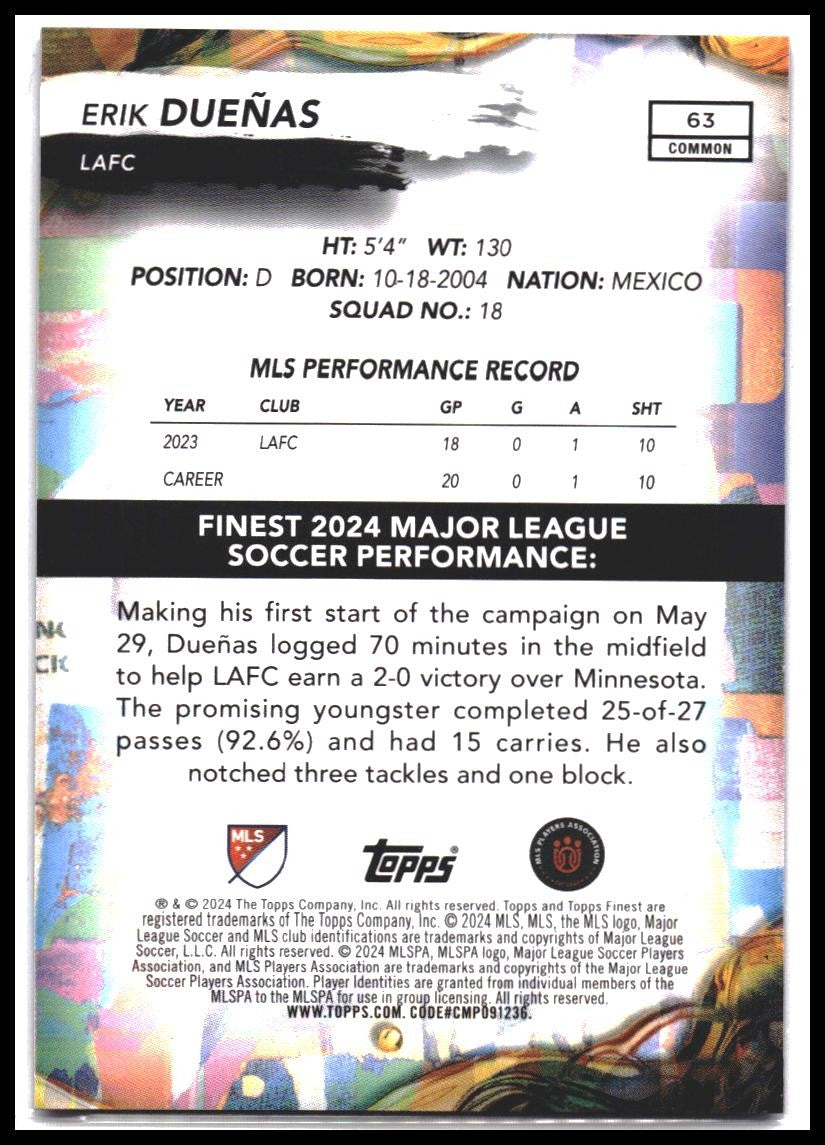 ERIK DUEÑAS
LAFC
63
COMMON
HT: 5'4" WT: 130
POSITION: D BORN: 10-18-2004 NATION: MEXICO
SQUAD NO.: 18
MLS PERFORMANCE RECORD
YEAR CLUB GP G A SHT
2023 LAFC 18 0 1 10
CAREER 20 0 1 10
FINEST 2024 MAJOR LEAGUE
SOCCER PERFORMANCE:
Making his first start of the campaign on May
29, Dueñas logged 70 minutes in the midfield
to help LAFC earn a 2-0 victory over Minnesota.
The promising youngster completed 25-of-27
passes (92.6%) and had 15 carries. He also
notched three tackles and one block.
MLS
topps®
MLS PLAYERS ASSOCIATION
® & © 2024 The Topps Company, Inc. All rights reserved. Topps and Topps Finest are
registered trademarks of The Topps Company, Inc. © 2024 MLS, MLS, the MLS logo, Major
League Soccer and MLS club identifications are trademarks and copyrights of Major League
Soccer, L.L.C. All rights reserved. © 2024 MLSPA, MLSPA logo, Major League Soccer Players
Association, and MLS Players Association are trademarks and copyrights of the Major League
Soccer Players Association. Player Identities are granted from individual members of the
MLSPA to the MLSPA for use in group licensing. All rights reserved.
WWW.TOPPS.COM. CODE#CMP091236.